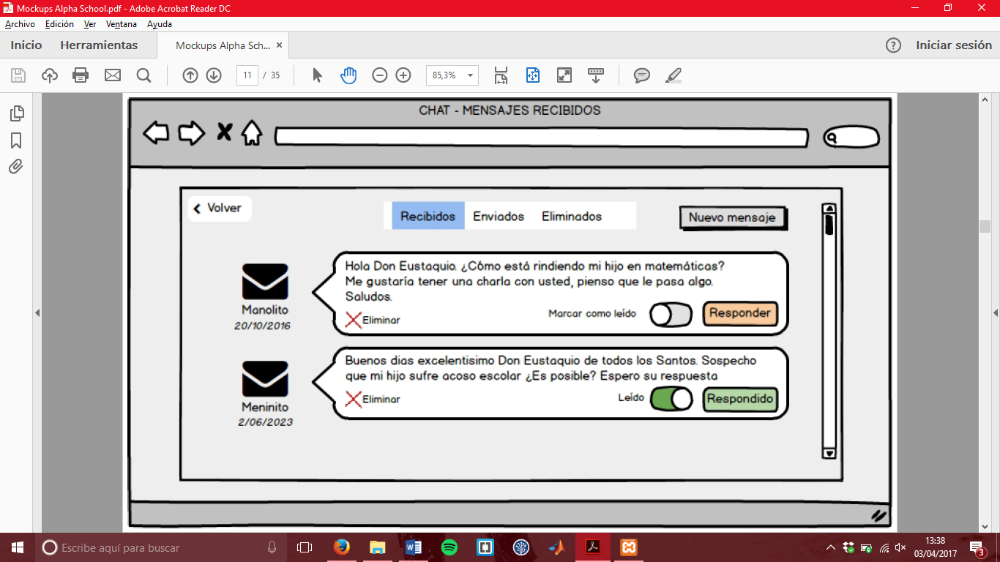 Mockups Alpha School.pdf - Adobe Acrobat Reader DC
Archivo Edición Ver Ventana Ayuda
Inicio Herramientas Mockups Alpha Sch... × ? Iniciar sesión
11 / 35 85,3%
CHAT - MENSAJES RECIBIDOS
Volver
Recibidos Enviados Eliminados
Nuevo mensaje
Hola Don Eustaquio. ¿Cómo está rindiendo mi hijo en matemáticas?
Me gustaría tener una charla con usted, pienso que le pasa algo.
Saludos.
Manolito
20/10/2016
Eliminar Marcar como leído Responder
Buenos dias excelentisimo Don Eustaquio de todos los Santos. Sospecho
que mi hijo sufre acoso escolar ¿Es posible? Espero su respuesta
Meninito
2/06/2023
Eliminar Leído Respondido
Escribe aquí para buscar
13:38
03/04/2017
3